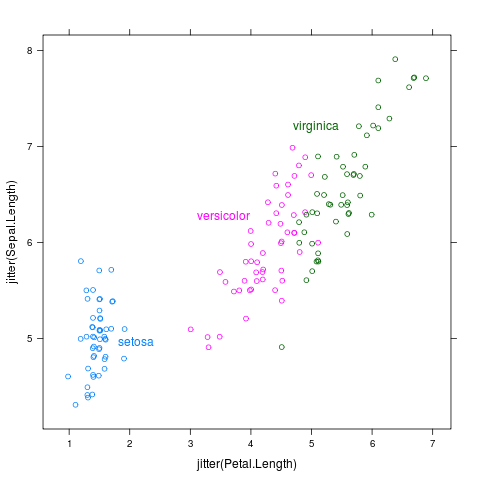 8
7
6
5
virginica
versicolor
setosa
1 2 3 4 5 6 7
jitter(Petal.Length)
jitter(Sepal.Length)